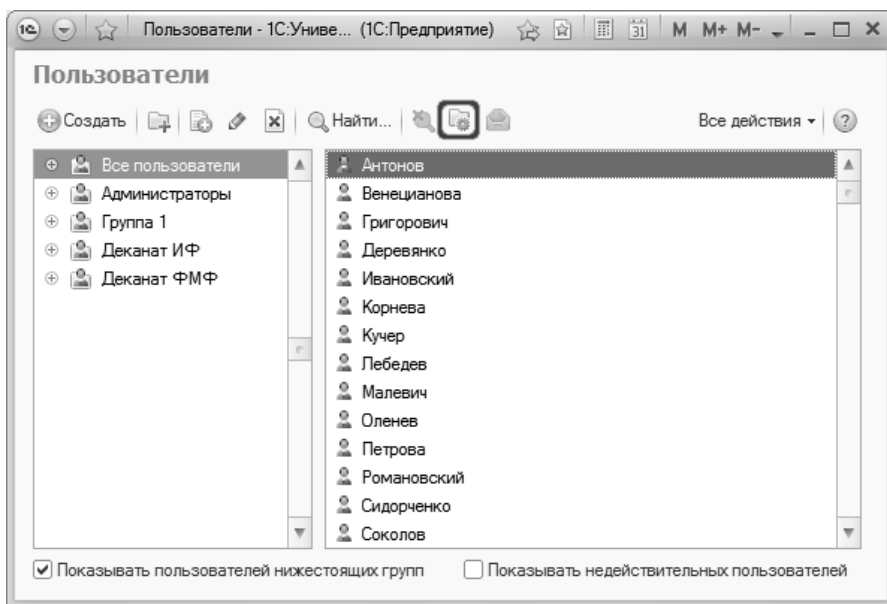 1С Пользователи - 1С:Униве... (1С:Предприятие) 31 M M+ M-
Пользователи
Создать Найти... Все действия ?
Все пользователи
Администраторы
Группа 1
Деканат ИФ
Деканат ФМФ
Антонов
Венецианова
Григорович
Деревянко
Ивановский
Корнева
Кучер
Лебедев
Малевич
Оленев
Петрова
Романовский
Сидорченко
Соколов
Показывать пользователей нижестоящих групп Показывать недействительных пользователей